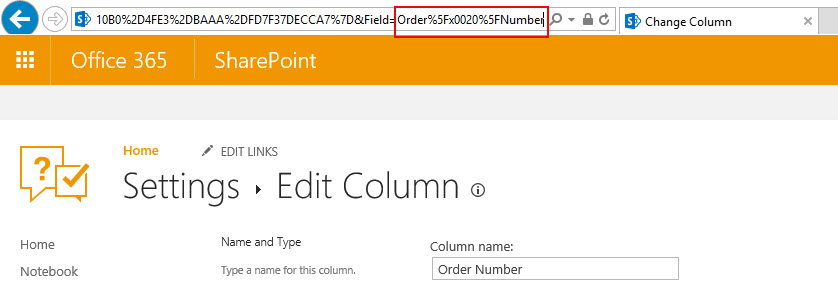 10B0%2D4FE3%2DBAAA%2DFD7F37DECCA7%7D&Field=Order%5Fx0020%5FNumber
Change Column
Office 365
SharePoint
Home
EDIT LINKS
Settings ▸ Edit Column
Home
Name and Type
Column name:
Notebook
Type a name for this column.
Order Number